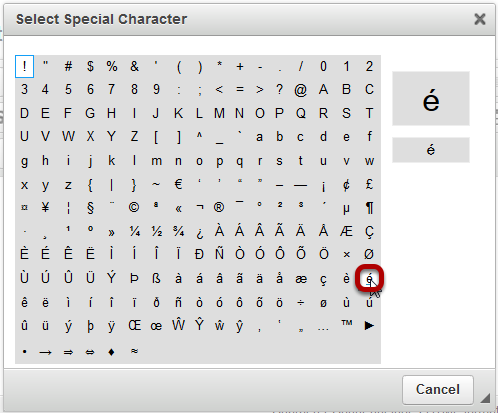 Select Special Character
! " # $ % & ' ( ) * + - . / 0 1 2
é
3 4 5 6 7 8 9 : ; < = > ? @ A B C
D E F G H I J K L M N O P Q R S T
U V W X Y Z [ ] ^ _ ` a b c d e f
é
g h i j k l m n o p q r s t u v w
x y z { | } ~ € ‘ ’ “ ” – — ¡ ¢ £
¤ ¥ ¦ § ¨ © ª « ¬ ® ¯ ° ² ³ ´ µ ¶
· ¸ ¹ º » ¼ ½ ¾ ¿ À Á Â Ã Ä Å Æ Ç
È É Ê Ë Ì Í Î Ï Ð Ñ Ò Ó Ô Õ Ö × Ø
Ù Ú Û Ü Ý Þ ß à á â ã ä å æ ç è é
ê ë ì í î ï ð ñ ò ó ô õ ö ÷ ø ù ú
û ü ý þ ÿ Œ œ Ŵ Ŷ ŵ ŷ ‚ ‛ „ … ™ ►
• → ⇒ ⇔ ♦ ≈
Cancel